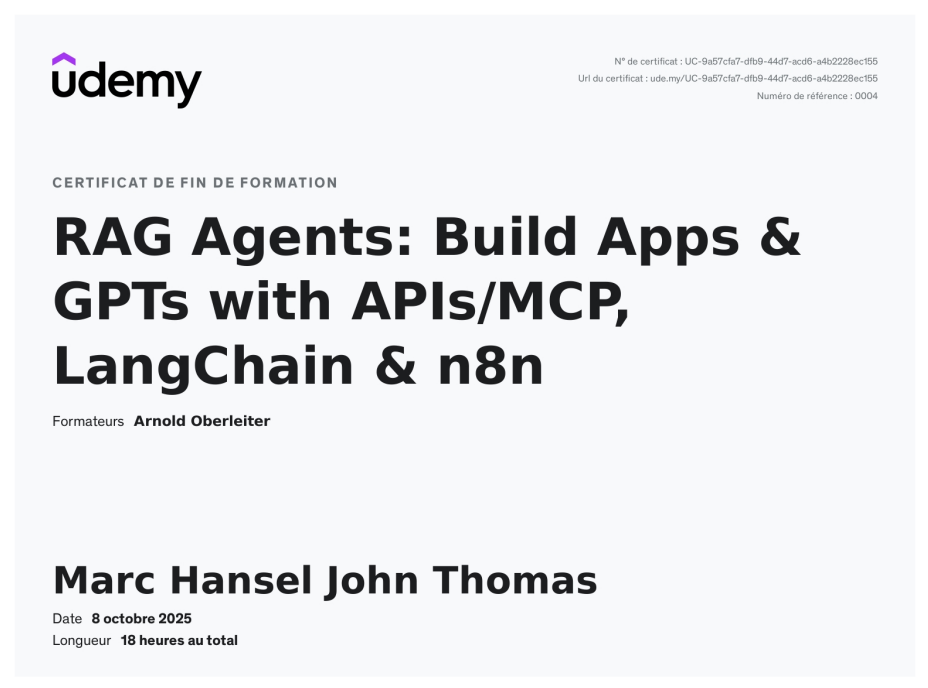 udemy
N° de certificat : UC-9a57cfa7-dfb9-44d7-acd6-a4b2228ec155
Url du certificat : ude.my/UC-9a57cfa7-dfb9-44d7-acd6-a4b2228ec155
Numéro de référence : 0004
CERTIFICAT DE FIN DE FORMATION
RAG Agents: Build Apps &
GPTs with APIs/MCP,
LangChain & n8n
Formateurs Arnold Oberleiter
Marc Hansel John Thomas
Date 8 octobre 2025
Longueur 18 heures au total